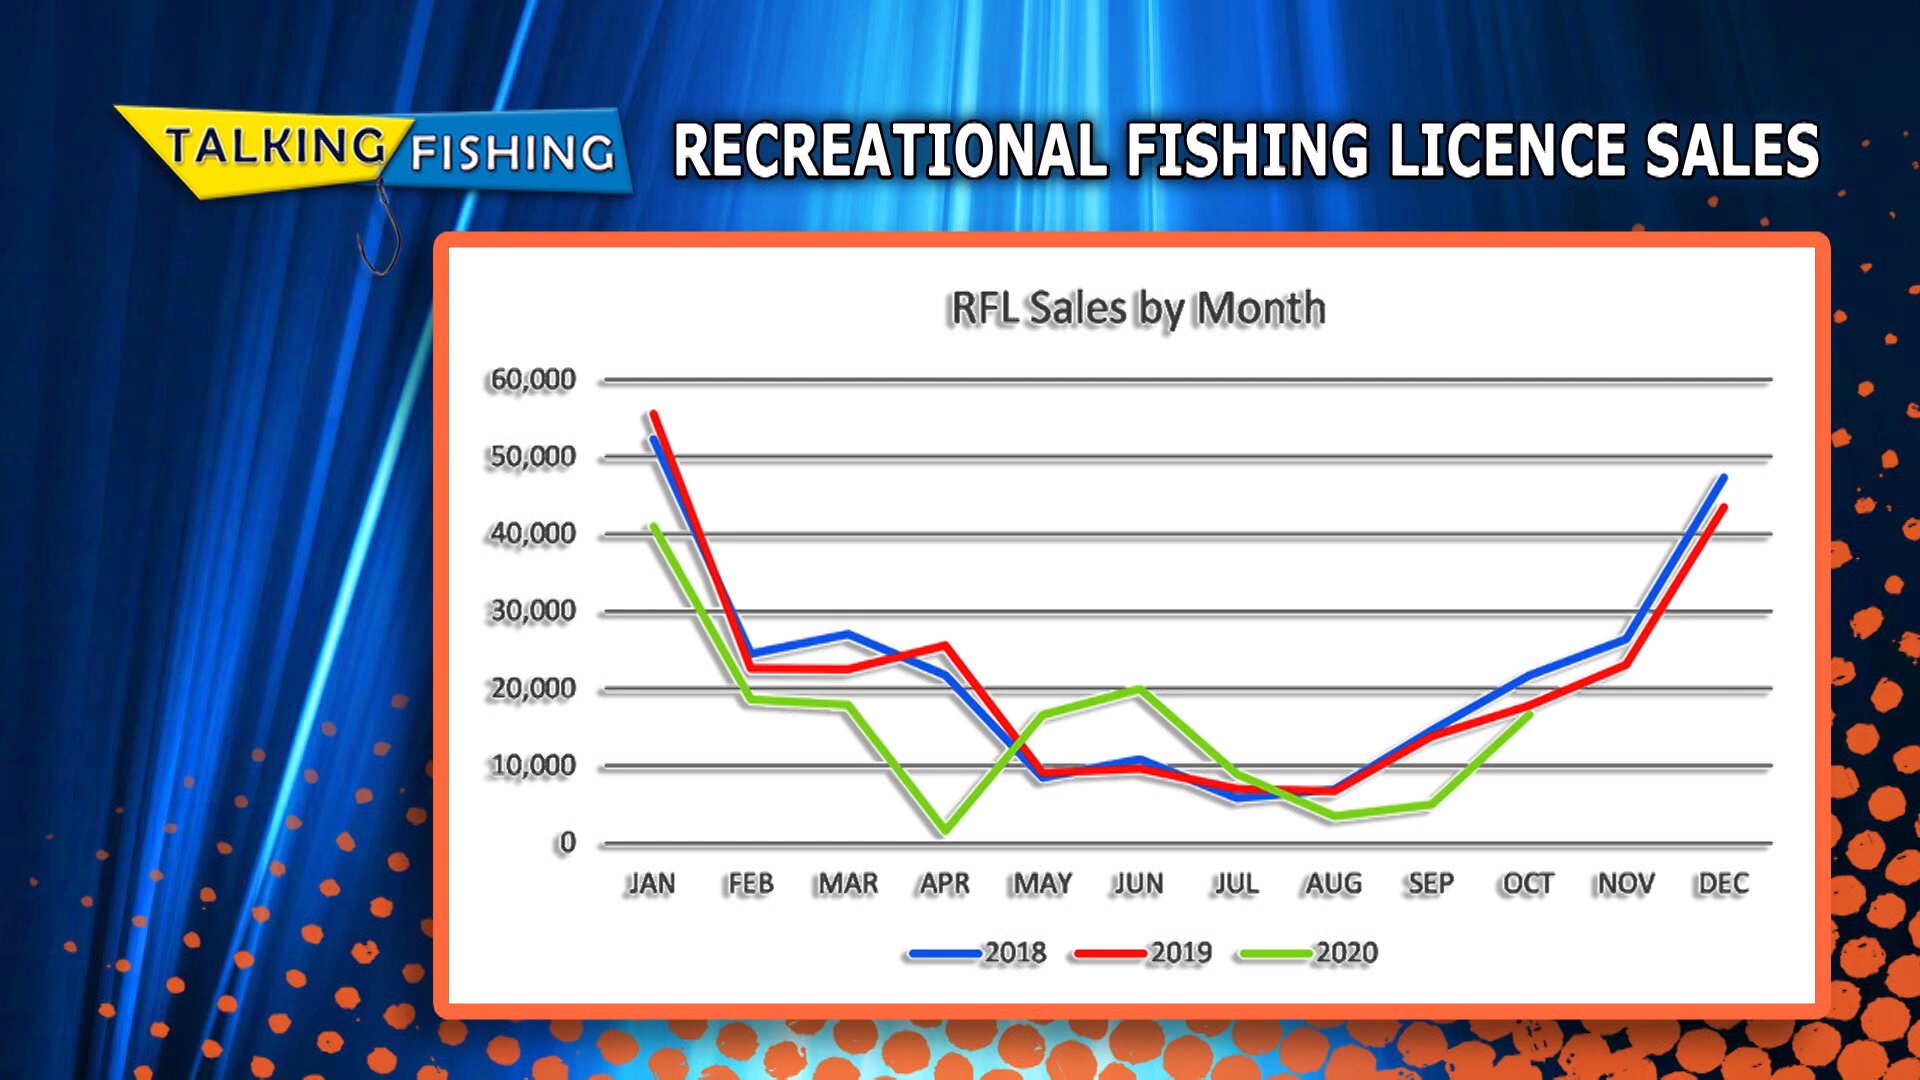 TALKING FISHING
RECREATIONAL FISHING LICENCE SALES
RFL Sales by Month
60,000
50,000
40,000
30,000
20,000
10,000
0
JAN FEB MAR APR MAY JUN JUL AUG SEP OCT NOV DEC
2018 2019 2020